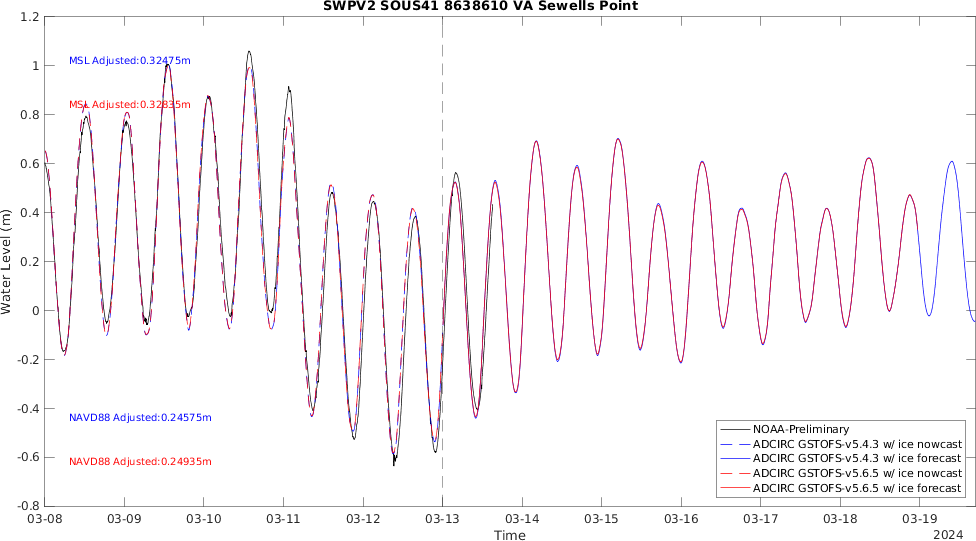 SWPV2 SOUS41 8638610 VA Sewells Point
1.2
1
0.8
0.6
0.4
0.2
0
-0.2
-0.4
-0.6
-0.8
Water Level (m)
MSL Adjusted:0.32475m
MSL Adjusted:0.32835m
NAVD88 Adjusted:0.24575m
NAVD88 Adjusted:0.24935m
NOAA-Preliminary
ADCIRC GSTOFS-v5.4.3 w/ ice nowcast
ADCIRC GSTOFS-v5.4.3 w/ ice forecast
ADCIRC GSTOFS-v5.6.5 w/ ice nowcast
ADCIRC GSTOFS-v5.6.5 w/ ice forecast
03-08 03-09 03-10 03-11 03-12 03-13 03-14 03-15 03-16 03-17 03-18 03-19
Time
2024